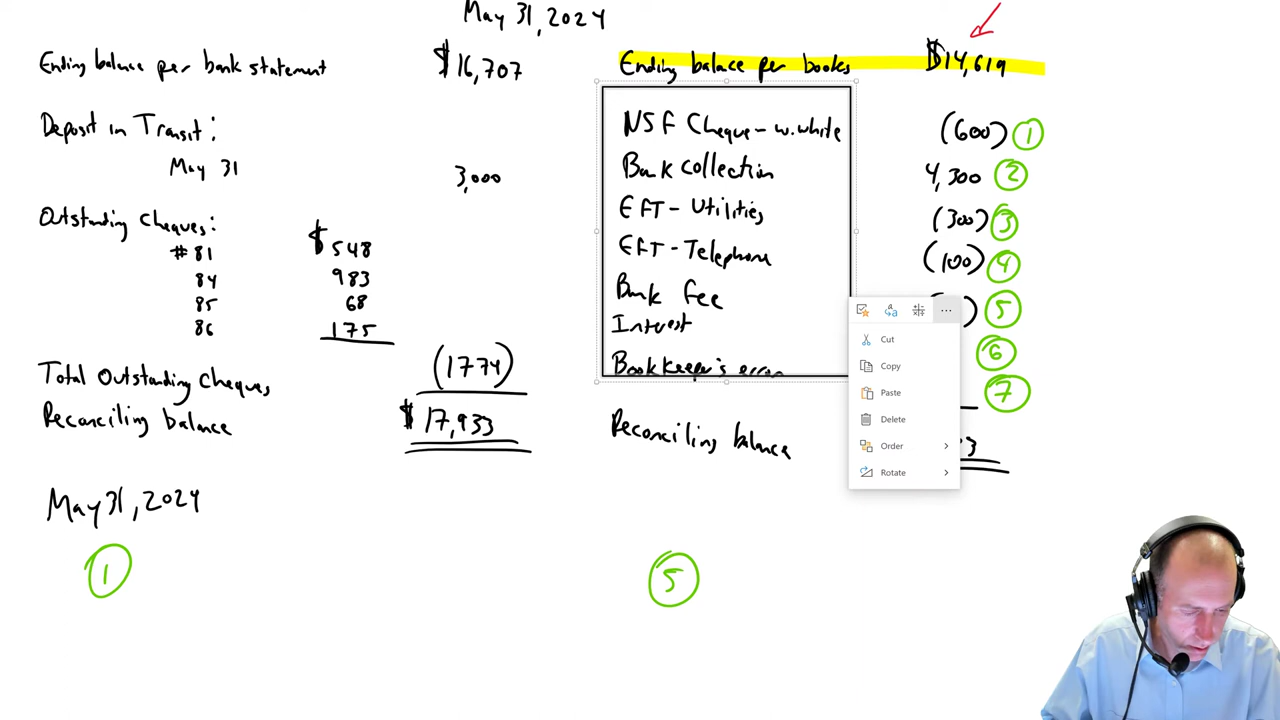 May 31, 2024
Ending balance per bank statement $16,707
Ending balance per books $14,619
Deposit in Transit:
May 31 3,000
Outstanding Cheques:
#81 $548
84 983
85 68
86 175
Total Outstanding Cheques (1774)
Reconciling balance $17,933
NSF Cheque - W. White (600) 1
Bank Collection 4,300 2
EFT - Utilities (300) 3
EFT - Telephone (100) 4
Bank Fee ) 5
Interest 6
Bookkeeper's error 7
Reconciling balance 3
Cut
Copy
Paste
Delete
Order
Rotate
May 31, 2024
1
5